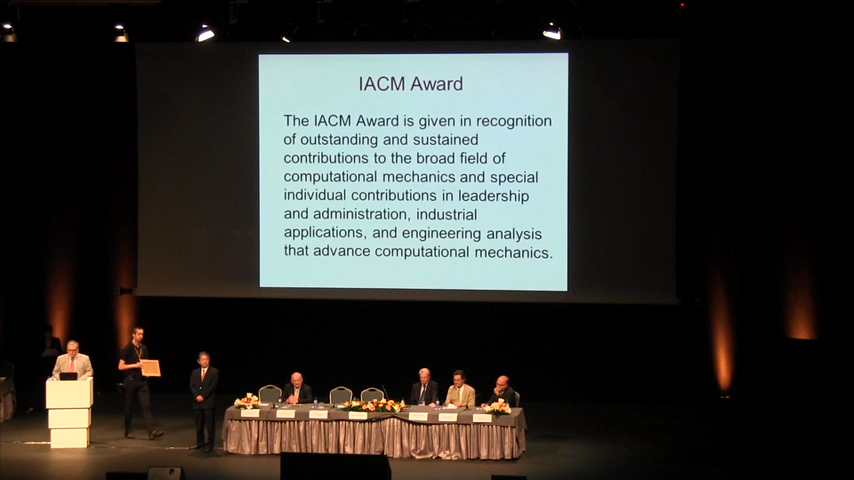 IACM Award
The IACM Award is given in recognition
of outstanding and sustained
contributions to the broad field of
computational mechanics and special
individual contributions in leadership
and administration, industrial
applications, and engineering analysis
that advance computational mechanics.